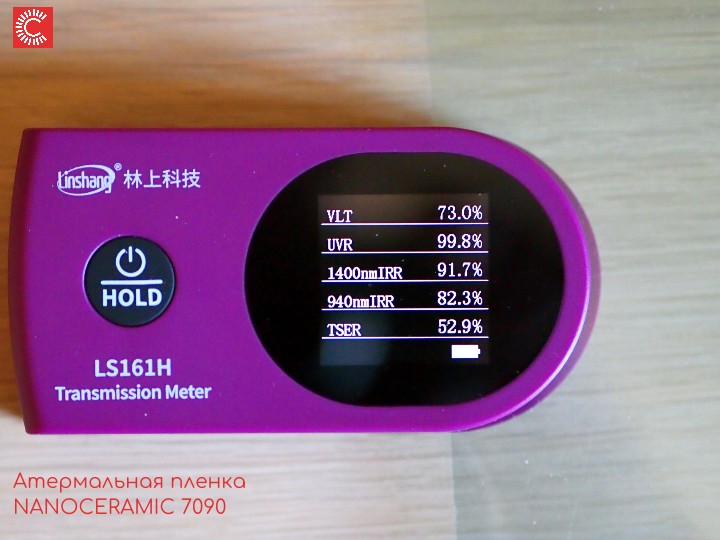 Linshang® 林上科技
HOLD
LS161H
Transmission Meter
VLT 73.0%
UVR 99.8%
1400nmIRR 91.7%
940nmIRR 82.3%
TSER 52.9%
Атермальная пленка
NANOCERAMIC 7090